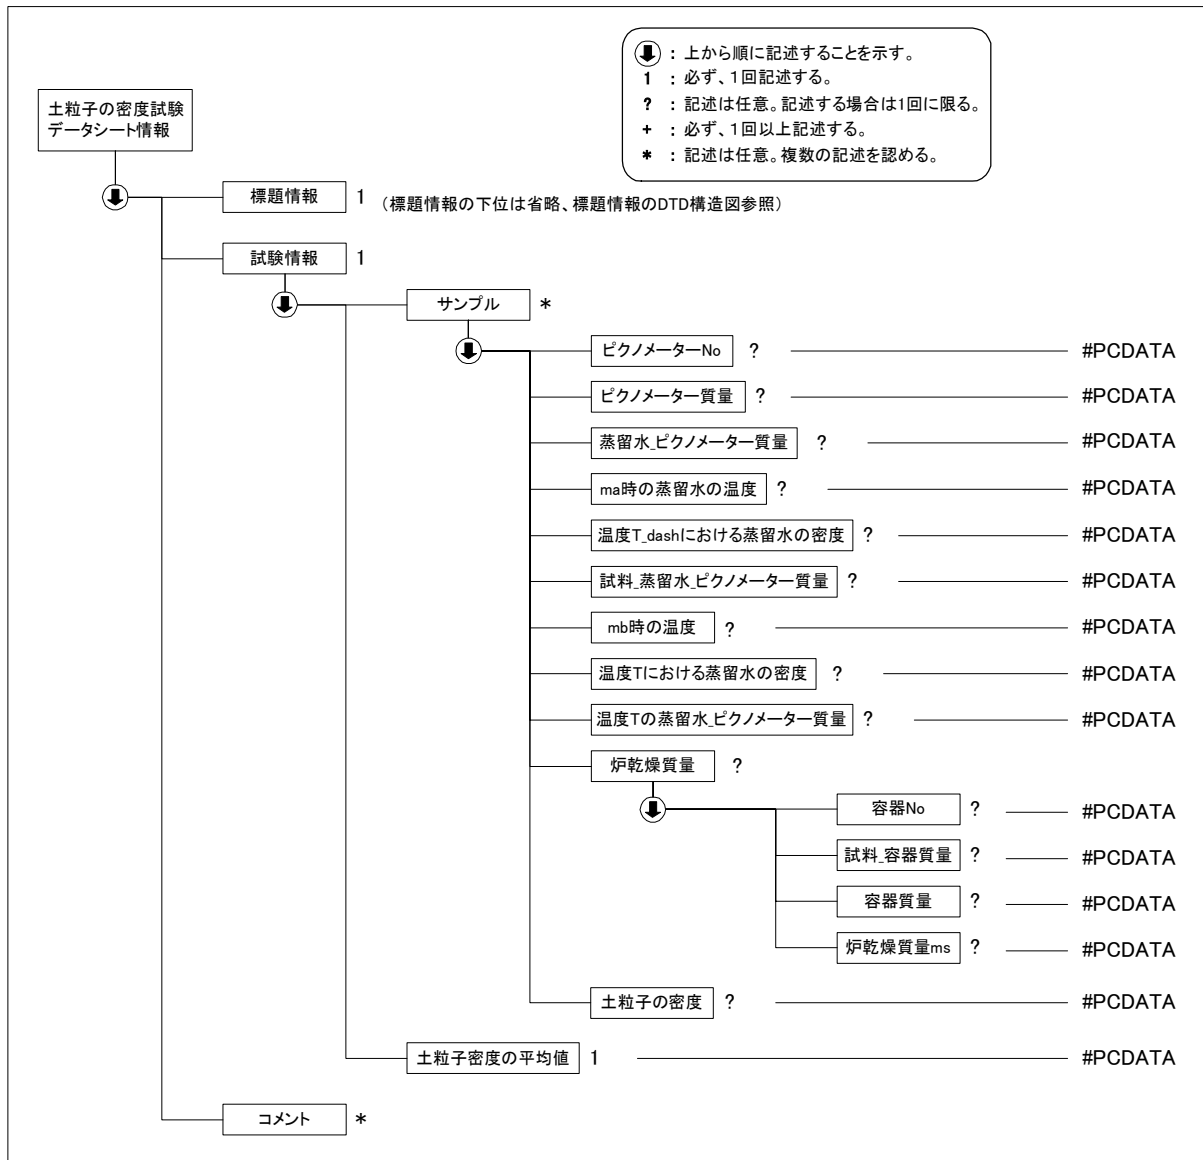 ： 上から順に記述することを示す。
1 ： 必ず、1回記述する。
? ： 記述は任意。記述する場合は1回に限る。
+ ： 必ず、1回以上記述する。
* ： 記述は任意。複数の記述を認める。
土粒子の密度試験
データシート情報
標題情報 1 （標題情報の下位は省略、標題情報のDTD構造図参照）
試験情報 1
サンプル *
ピクノメーターNo ? #PCDATA
ピクノメーター質量 ? #PCDATA
蒸留水_ピクノメーター質量 ? #PCDATA
ma時の蒸留水の温度 ? #PCDATA
温度T_dashにおける蒸留水の密度 ? #PCDATA
試料_蒸留水_ピクノメーター質量 ? #PCDATA
mb時の温度 ? #PCDATA
温度Tにおける蒸留水の密度 ? #PCDATA
温度Tの蒸留水_ピクノメーター質量 ? #PCDATA
炉乾燥質量 ?
容器No ? #PCDATA
試料_容器質量 ? #PCDATA
容器質量 ? #PCDATA
炉乾燥質量ms ? #PCDATA
土粒子の密度 ? #PCDATA
土粒子密度の平均値 1 #PCDATA
コメント *